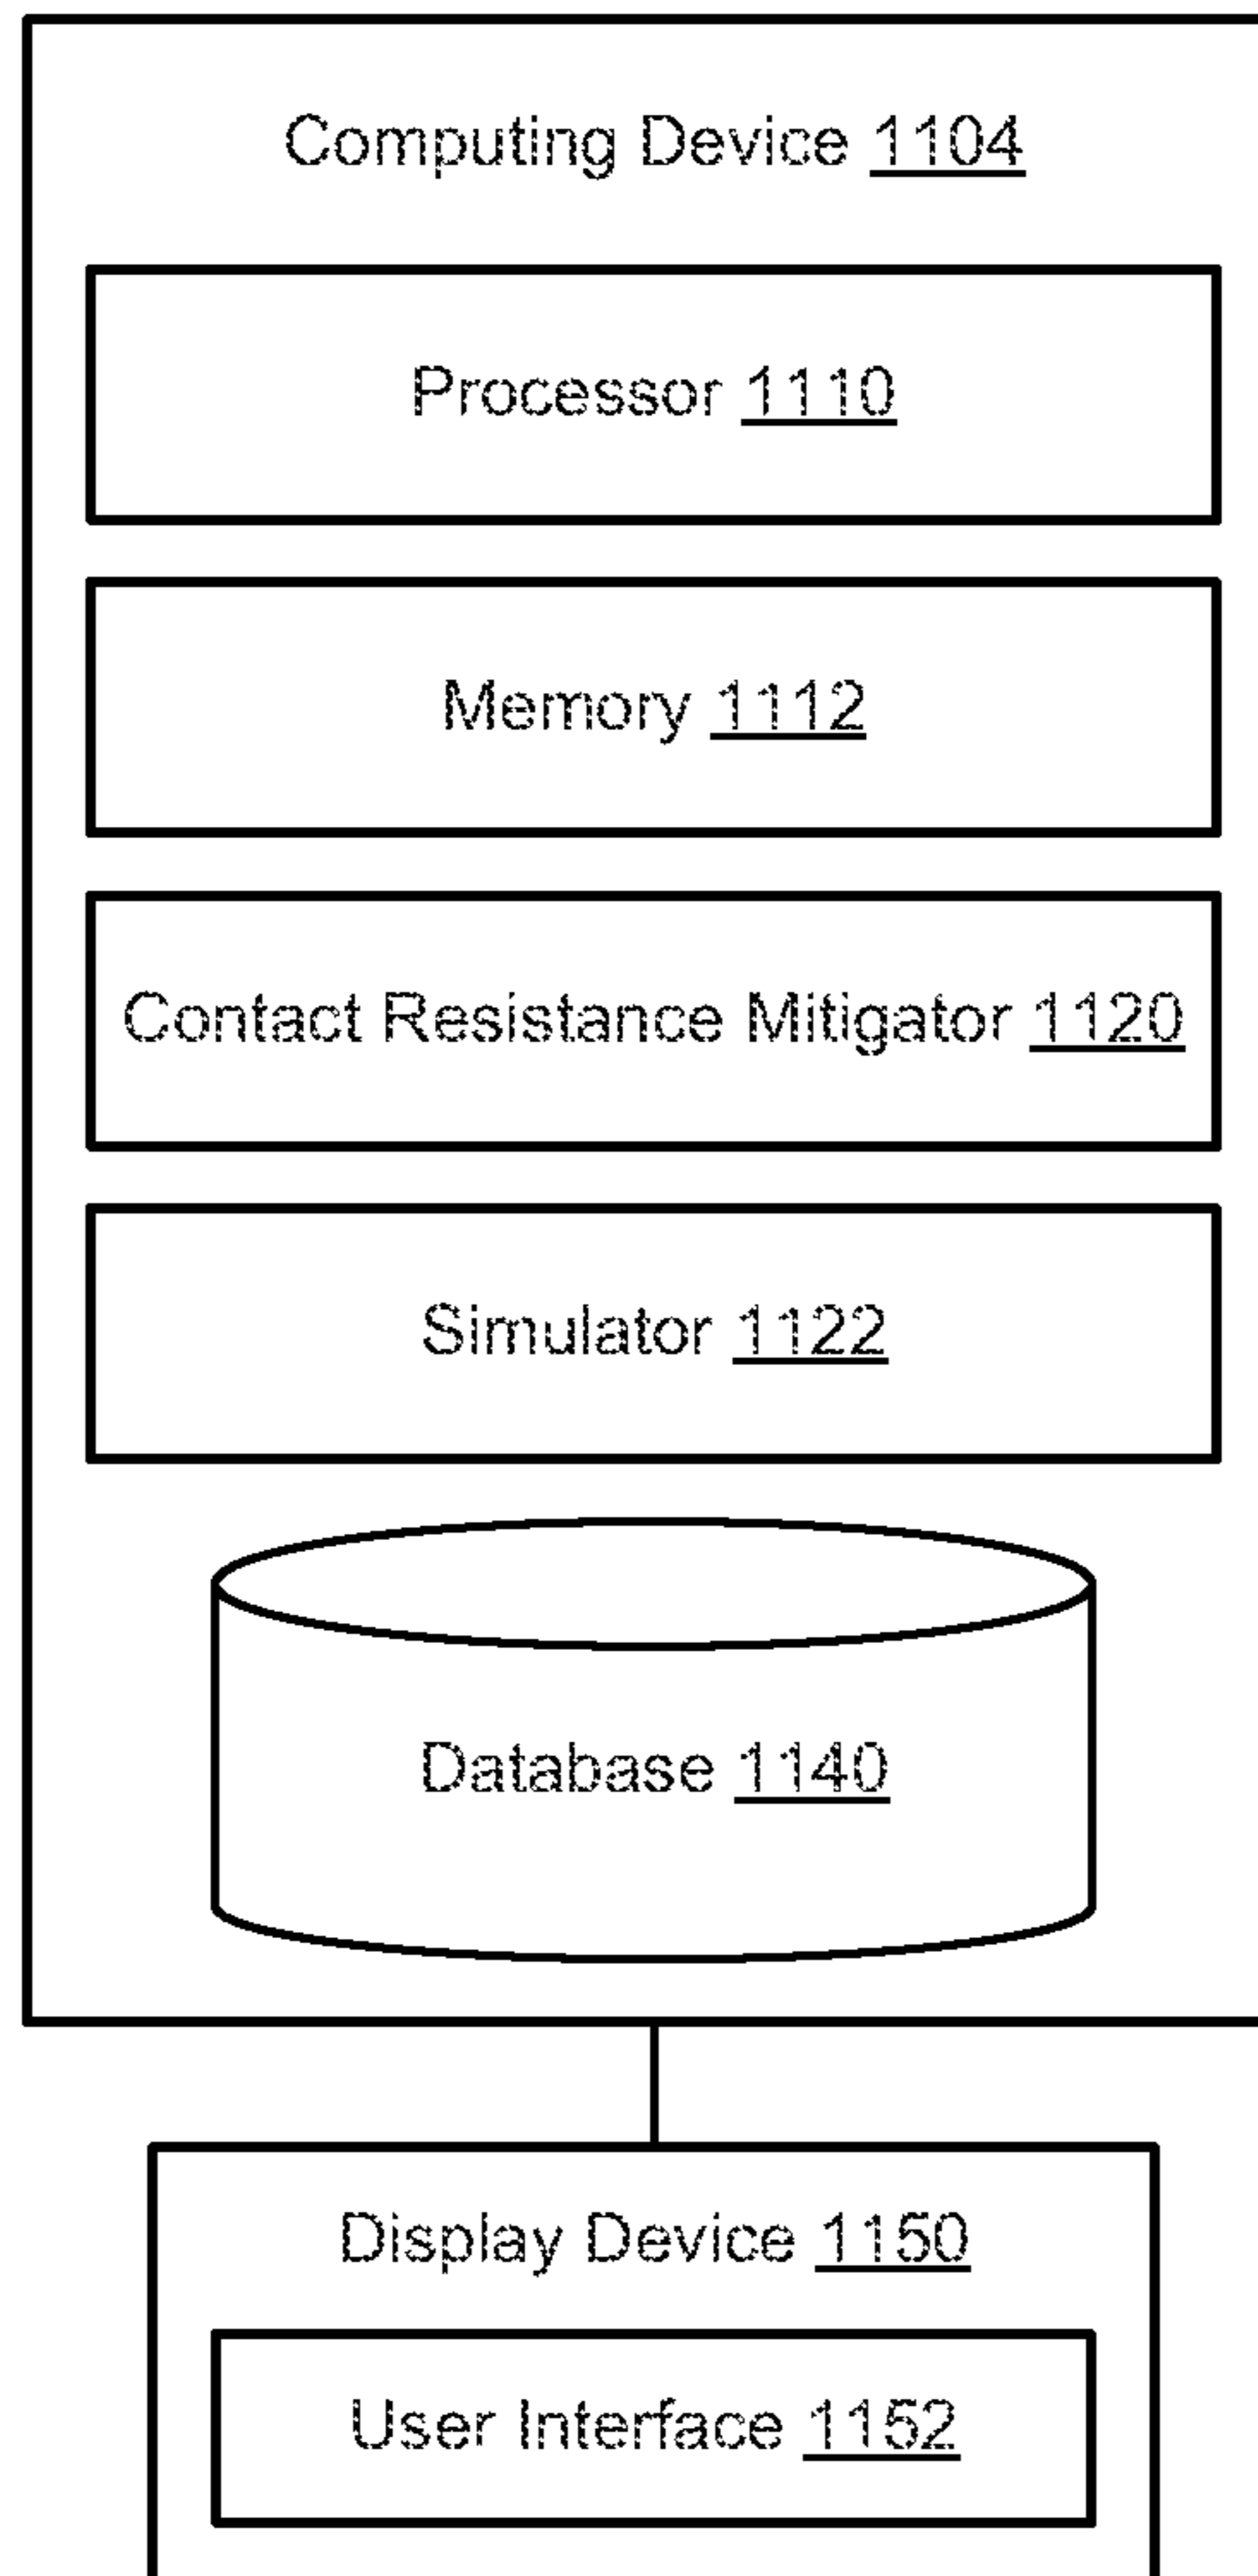 Computing Device 1104
Processor 1110
Memory 1112
Contact Resistance Mitigator 1120
Simulator 1122
Database 1140
Display Device 1150
User Interface 1152